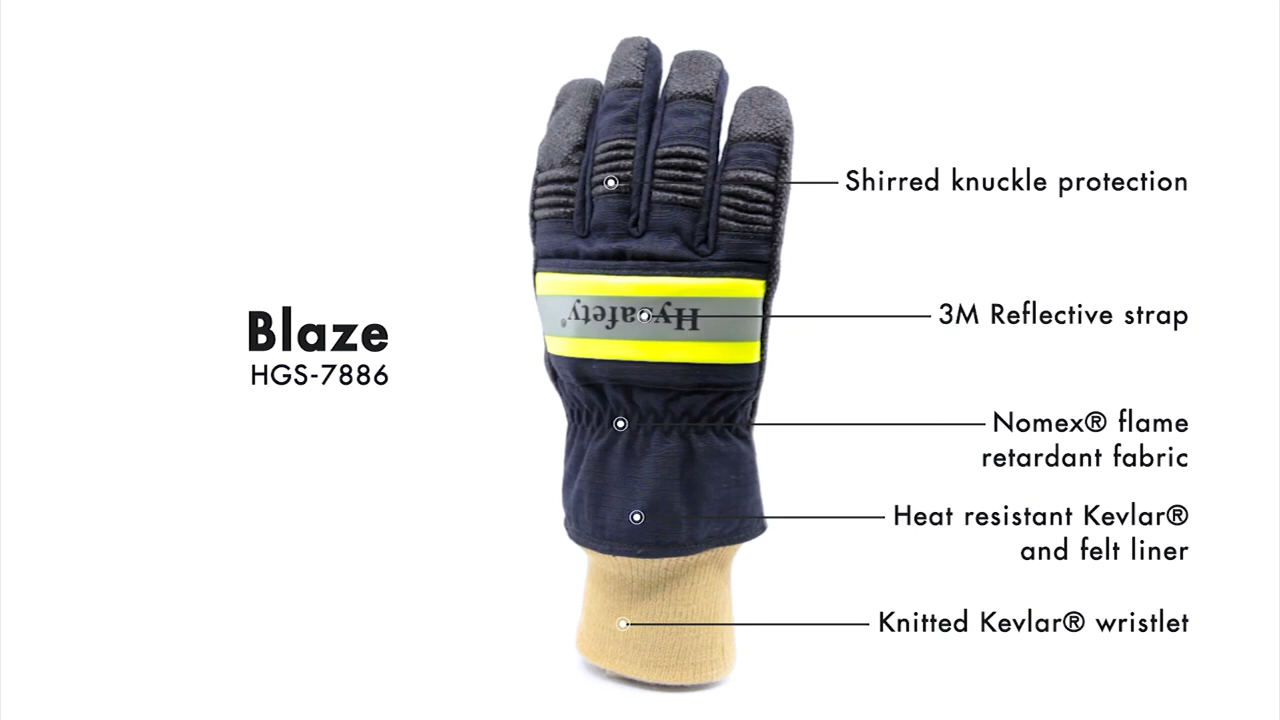 Blaze
HGS-7886
Shirred knuckle protection
Hysafety®
3M Reflective strap
Nomex® flame
retardant fabric
Heat resistant Kevlar®
and felt liner
Knitted Kevlar® wristlet